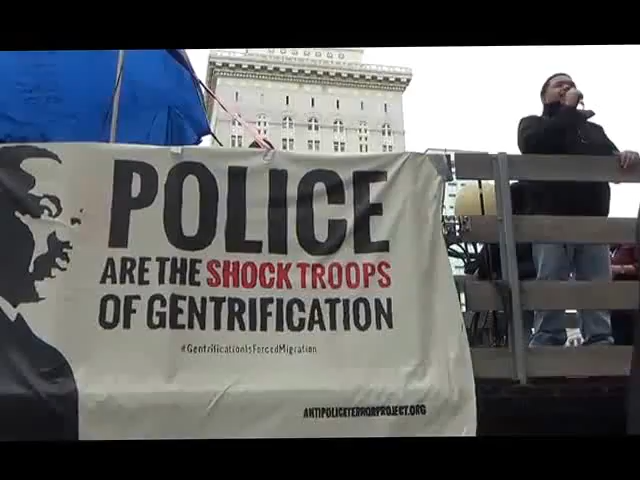 POLICE
ARE THE SHOCK TROOPS
OF GENTRIFICATION
#GentrificationIsForcedMigration
ANTIPOLICETERRORPROJECT.ORG